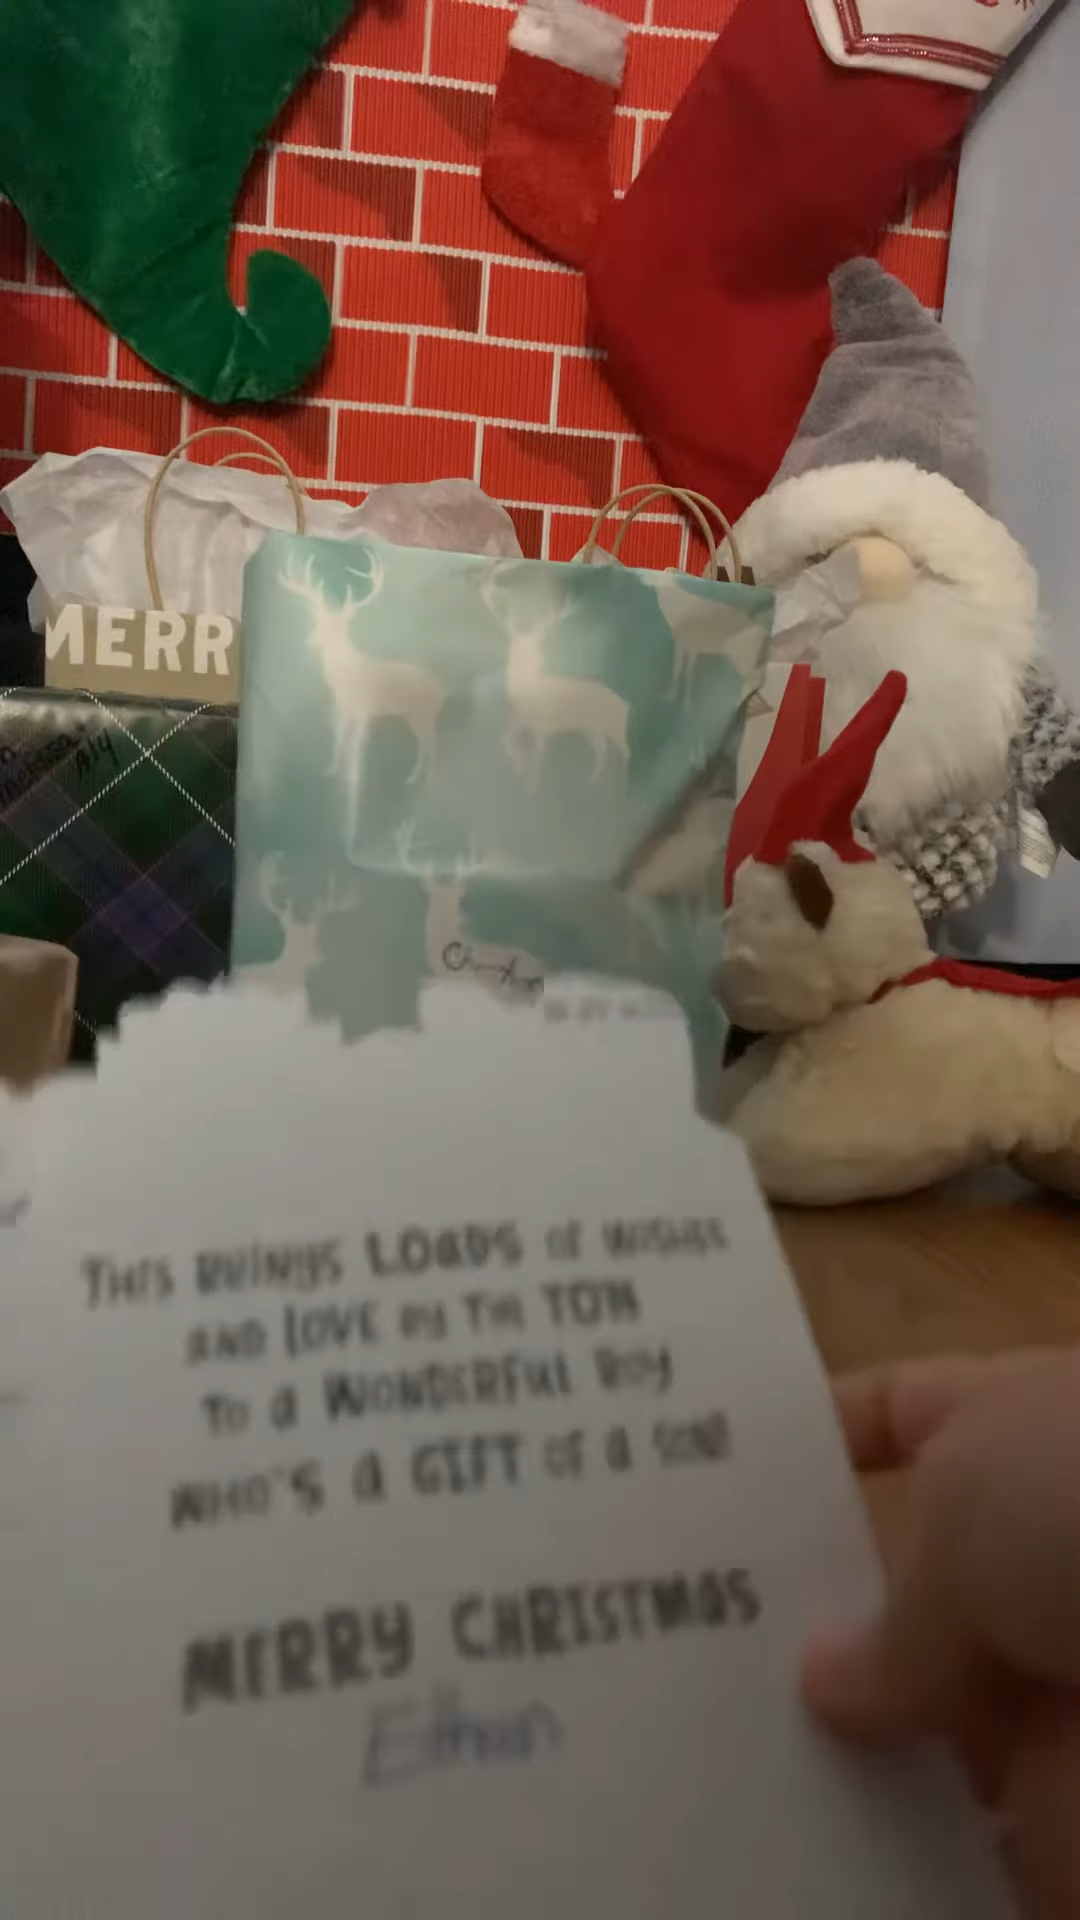 MERR
THIS BRINGS LOADS OF WISHES
AND LOVE BY THE TON
TO A WONDERFUL BOY
WHO'S A GIFT OF A SON!
MERRY CHRISTMAS
Ethan